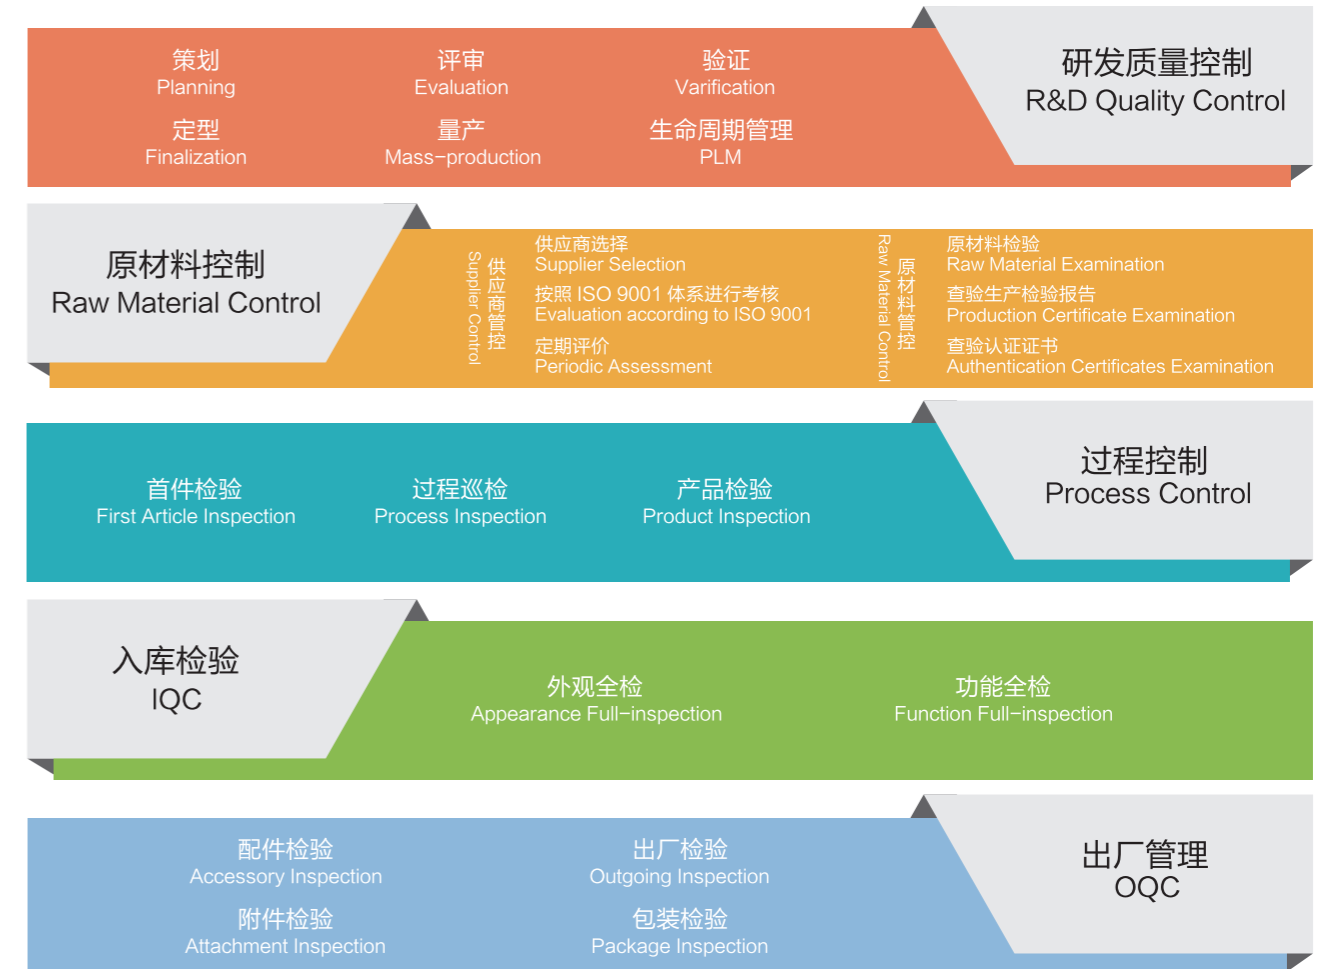 策划
Planning
评审
Evaluation
验证
Varification
定型
Finalization
量产
Mass-production
生命周期管理
PLM
研发质量控制
R&D Quality Control
原材料控制
Raw Material Control
供应商管控
Supplier Control
供应商选择
Supplier Selection
按照 ISO 9001 体系进行考核
Evaluation according to ISO 9001
定期评价
Periodic Assessment
原材料管控
Raw Material Control
原材料检验
Raw Material Examination
查验生产检验报告
Production Certificate Examination
查验认证证书
Authentication Certificates Examination
首件检验
First Article Inspection
过程巡检
Process Inspection
产品检验
Product Inspection
过程控制
Process Control
入库检验
IQC
外观全检
Appearance Full-inspection
功能全检
Function Full-inspection
配件检验
Accessory Inspection
出厂检验
Outgoing Inspection
附件检验
Attachment Inspection
包装检验
Package Inspection
出厂管理
OQC